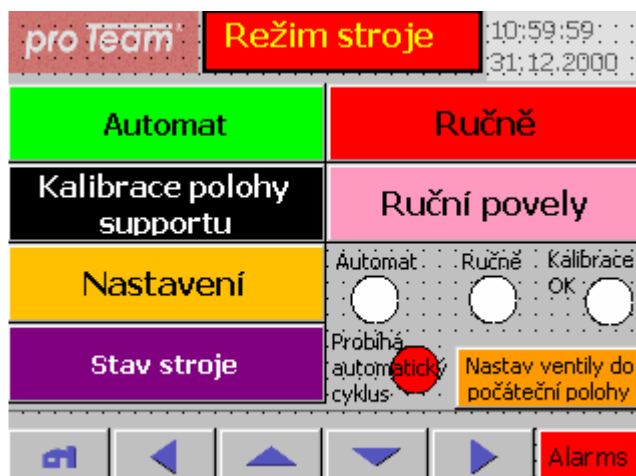 pro Team
Režim stroje
10:59:59
31.12.2000
Automat
Ručně
Kalibrace polohy
supportu
Ruční povely
Nastavení
Automat
Ručně
Kalibrace
OK
Stav stroje
Probíhá
automatický
cyklus
Nastav ventily do
počáteční polohy
Alarms